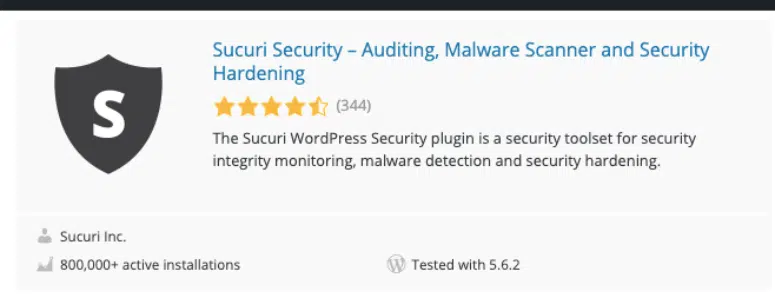 S
Sucuri Security – Auditing, Malware Scanner and Security
Hardening
(344)
The Sucuri WordPress Security plugin is a security toolset for security
integrity monitoring, malware detection and security hardening.
Sucuri Inc.
800,000+ active installations
Tested with 5.6.2